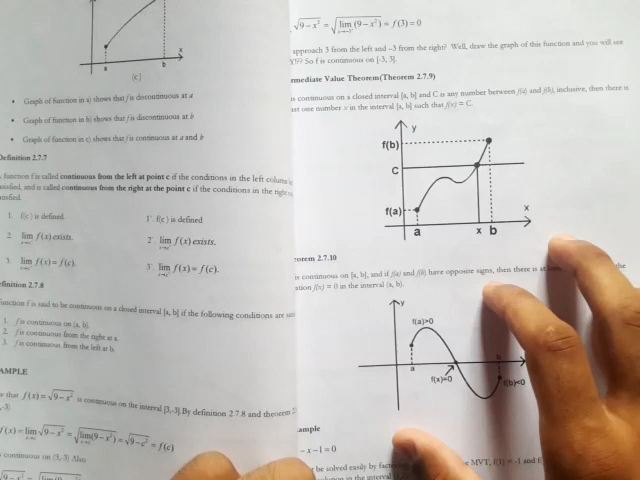 x
a
b
(c)
• Graph of function in a) shows that f is discontinuous at a
• Graph of function in b) shows that f is discontinuous at b
• Graph of function in c) shows that f is continuous at a and b
Definition 2.7.7
function f is called continuous from the left at point c if the conditions in the left column
satisfied, and is called continuous from the right at the point c if the conditions in the right
satisfied.
1. f(c) is defined. 1'. f(c) is defined
2. lim f(x) exists. 2'. lim f(x) exists.
3. lim f(x) = f(c). 3'. lim f(x) = f(c).
finition 2.7.8
function f is said to be continuous on a closed interval [a, b] if the following conditions are
1. f is continuous on (a, b).
2. f is continuous from the right at a.
3. f is continuous from the left at b.
AMPLE
that f(x) = √9−x² is continuous on the interval [3,-3].By definition 2.7.8 and theorem
,-3]
f(x) = lim √9−x² = √lim(9−x²) = √9−c² = f(c)
continuous on (3,-3) Also
√9−x² = √lim (9−x²) = f(3) = 0
approach 3 from the left and −3 from the right? Well, draw the graph of this function and you will see
Y?? So f is continuous on [-3, 3].
rmediate Value Theorem(Theorem 2.7.9)
is continuous on a closed interval [a, b] and C is any number between f(a) and f(b), inclusive, then there is
ast one number x in the interval [a, b] such that f(x) = C.
y
f(b)
C
f(a)
x
a
x
b
eorem 2.7.10
is continuous on [a, b], and if f(a) and f(b) have opposite signs, then there is at
the
ation f(x) = 0 in the interval (a, b).
y
f(a)>0
b
a
f(x)=0
f(b)<0
ample
− x − 1 = 0
be solved easily by
MVT, f(1) = -1 and
in the interval